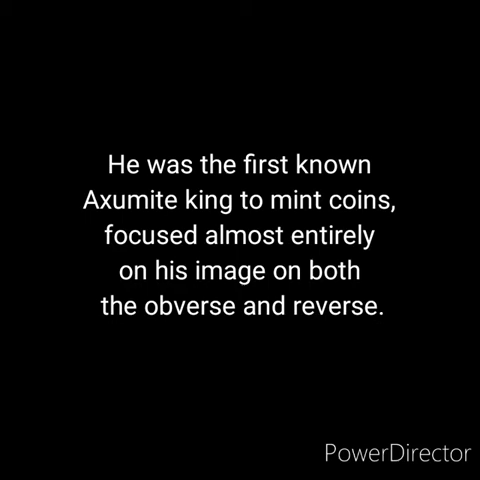 He was the first known
Axumite king to mint coins,
focused almost entirely
on his image on both
the obverse and reverse.
PowerDirector